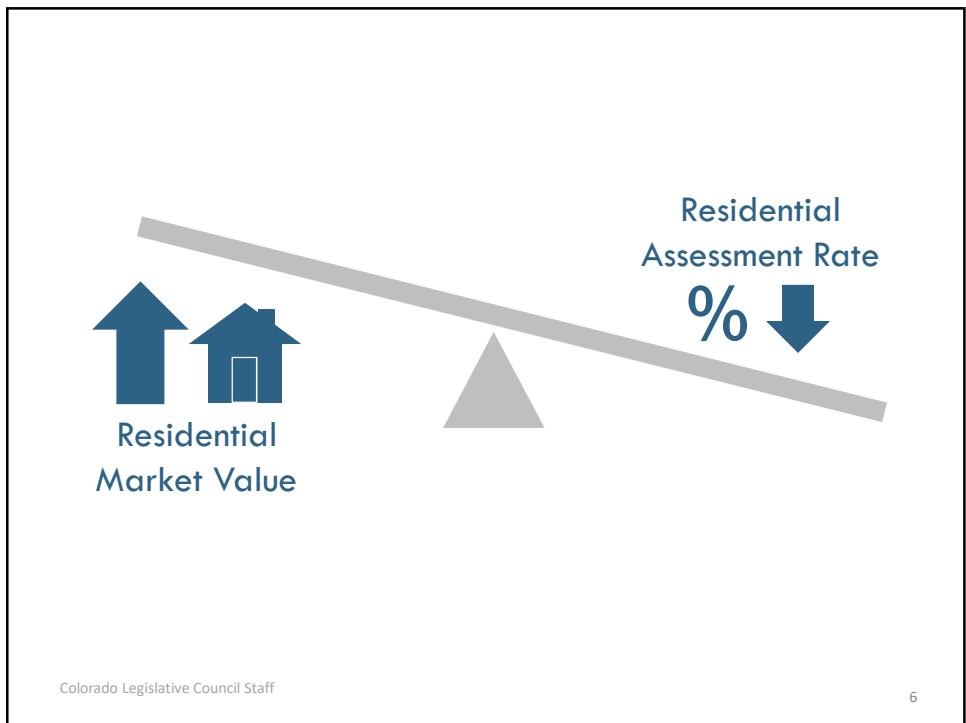 Residential
Assessment Rate
%
Residential
Market Value
Colorado Legislative Council Staff
6